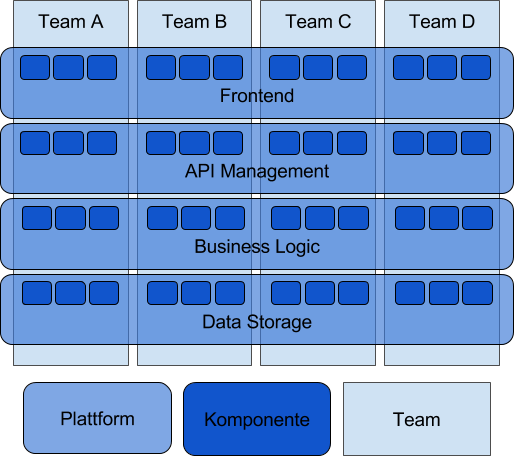 Team A Team B Team C Team D
Frontend
API Management
Business Logic
Data Storage
Plattform Komponente Team